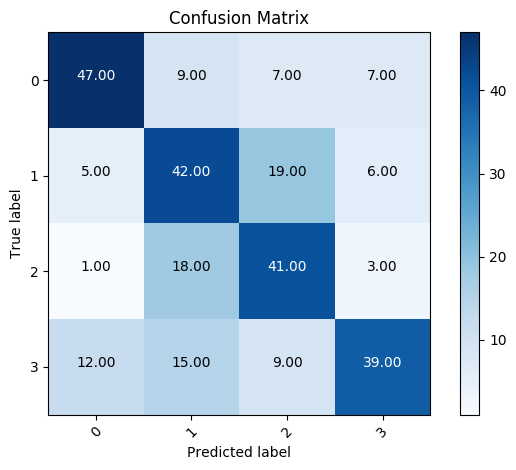 Confusion Matrix
True label
0 47.00 9.00 7.00 7.00
1 5.00 42.00 19.00 6.00
2 1.00 18.00 41.00 3.00
3 12.00 15.00 9.00 39.00
0 1 2 3
Predicted label
40
30
20
10